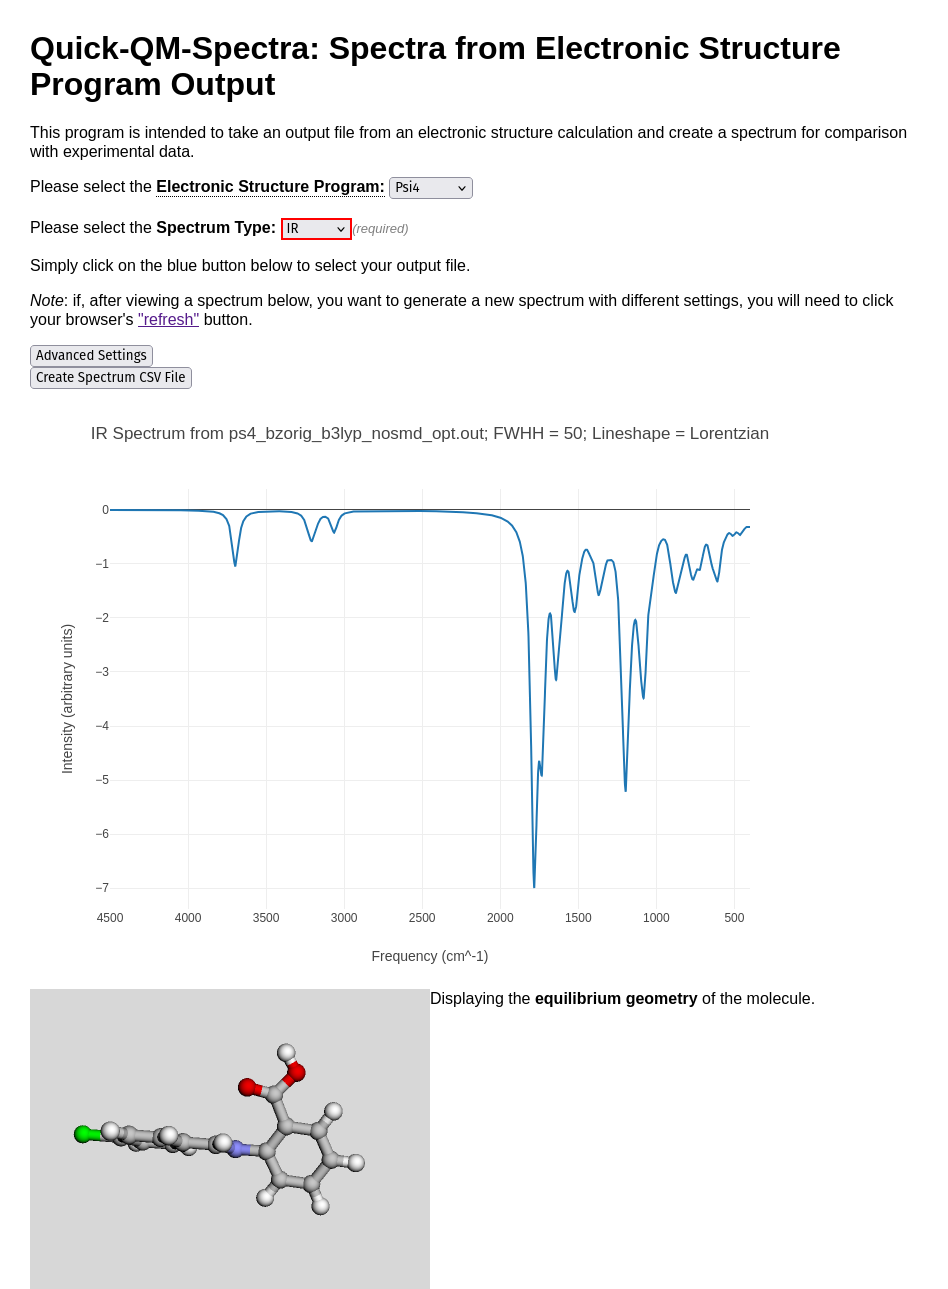 Quick-QM-Spectra: Spectra from Electronic Structure
Program Output
This program is intended to take an output file from an electronic structure calculation and create a spectrum for comparison
with experimental data.
Please select the Electronic Structure Program: Psi4
Please select the Spectrum Type: IR (required)
Simply click on the blue button below to select your output file.
Note: if, after viewing a spectrum below, you want to generate a new spectrum with different settings, you will need to click
your browser's "refresh" button.
Advanced Settings
Create Spectrum CSV File
IR Spectrum from ps4_bzorig_b3lyp_nosmd_opt.out; FWHH = 50; Lineshape = Lorentzian
0
−1
−2
−3
−4
−5
−6
−7
Intensity (arbitrary units)
4500 4000 3500 3000 2500 2000 1500 1000 500
Frequency (cm^-1)
Displaying the equilibrium geometry of the molecule.